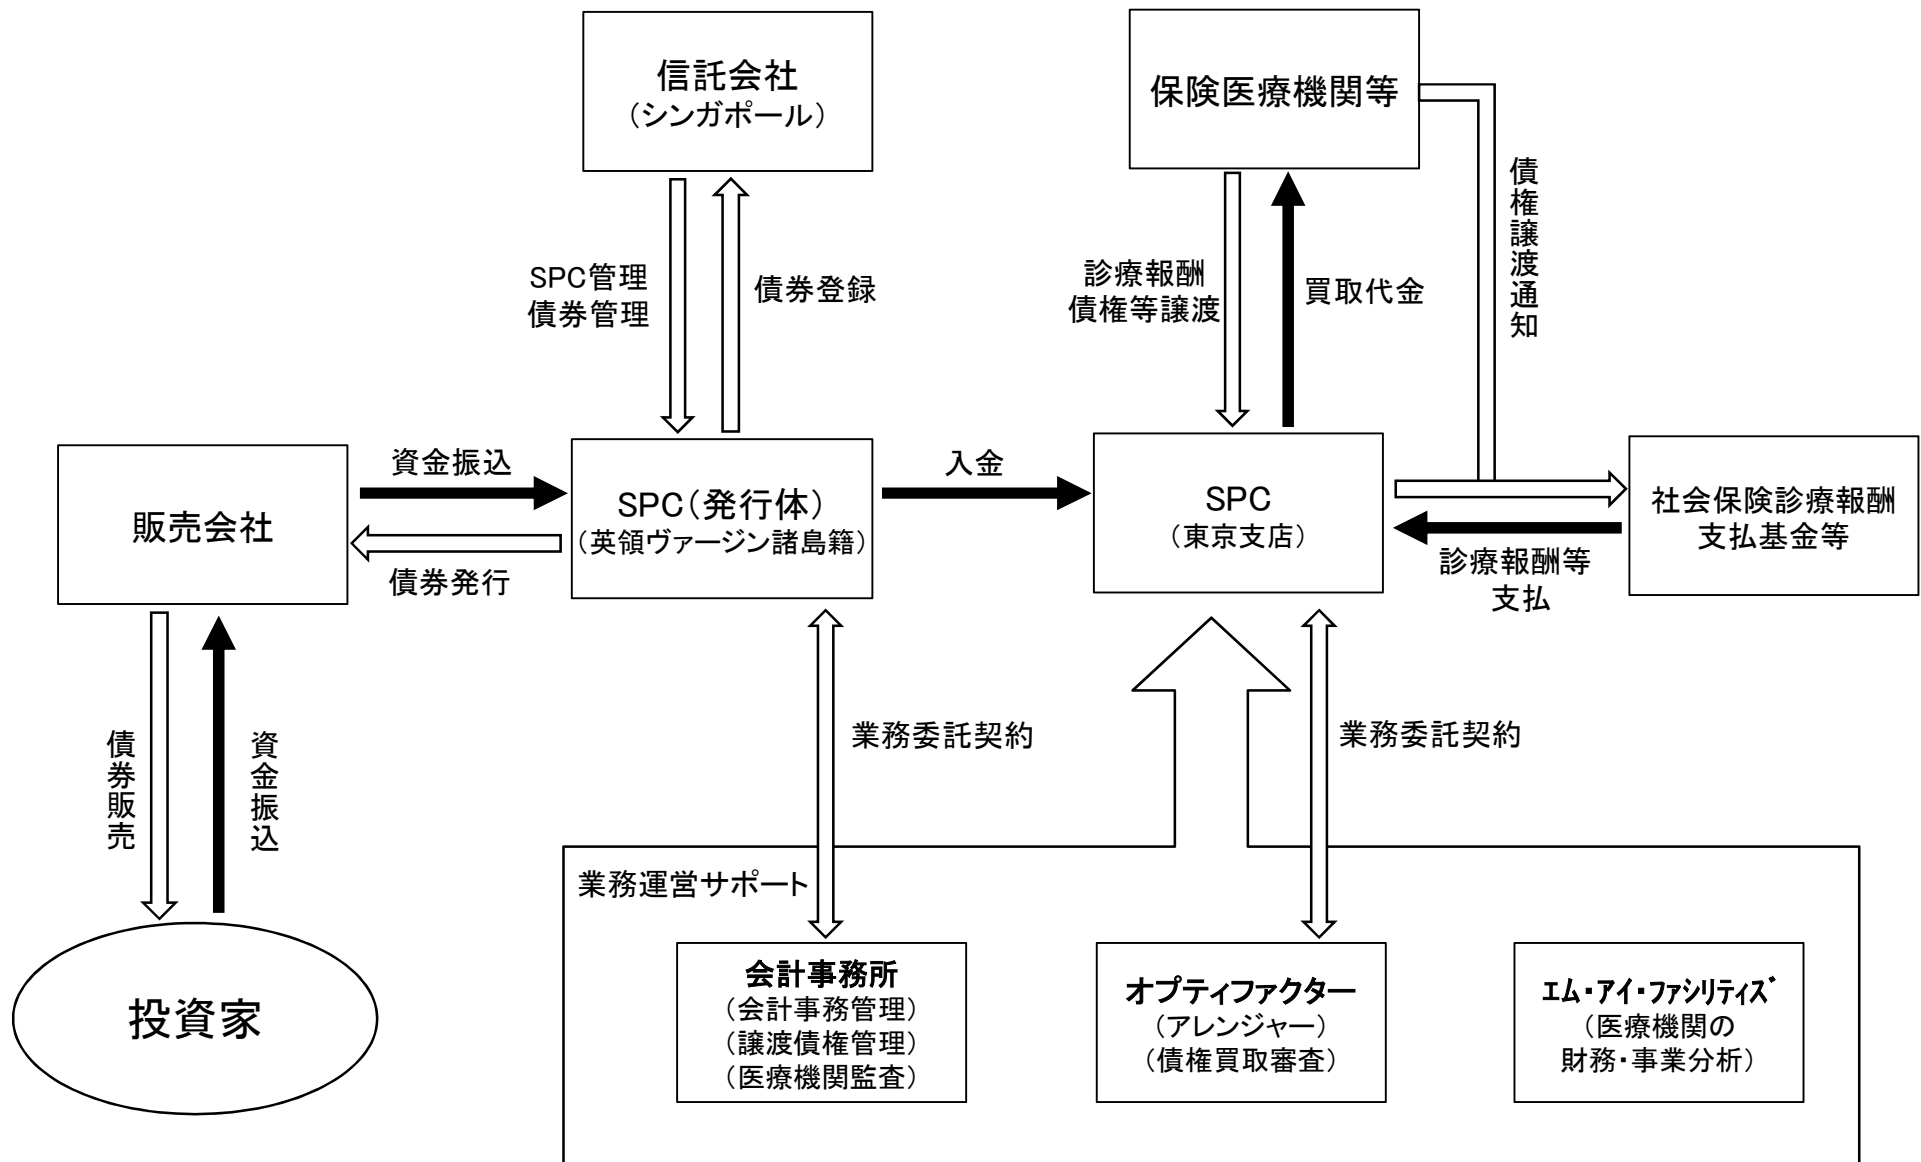 信託会社
（シンガポール）
保険医療機関等
債権譲渡通知
SPC管理
債券管理
債券登録
診療報酬
債権等譲渡
買取代金
販売会社
資金振込
債券発行
SPC（発行体）
（英領ヴァージン諸島籍）
入金
SPC
（東京支店）
診療報酬等
支払
社会保険診療報酬
支払基金等
債券販売
資金振込
業務委託契約
業務委託契約
投資家
業務運営サポート
会計事務所
（会計事務管理）
（譲渡債権管理）
（医療機関監査）
オプティファクター
（アレンジャー）
（債権買取審査）
エム・アイ・ファシリティズ
（医療機関の
財務・事業分析）